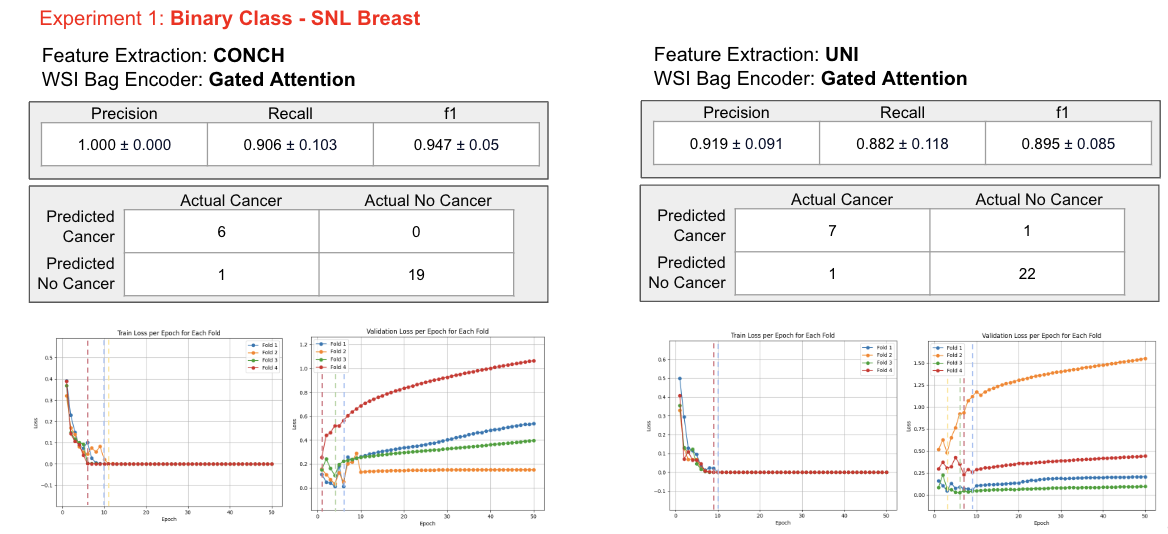 Experiment 1: Binary Class - SNL Breast
Feature Extraction: CONCH
WSI Bag Encoder: Gated Attention
Precision Recall f1
1.000 ± 0.000 0.906 ± 0.103 0.947 ± 0.05
Actual Cancer Actual No Cancer
Predicted
Cancer
6 0
Predicted
No Cancer
1 19
Train Loss per Epoch for Each Fold
Loss
0.5
0.4
0.3
0.2
0.1
0.0
-0.1
Fold 1
Fold 2
Fold 3
Fold 4
0 10 20 30 40 50
Epoch
Validation Loss per Epoch for Each Fold
Loss
1.2
1.0
0.8
0.6
0.4
0.2
0.0
Fold 1
Fold 2
Fold 3
Fold 4
0 10 20 30 40 50
Epoch
Feature Extraction: UNI
WSI Bag Encoder: Gated Attention
Precision Recall f1
0.919 ± 0.091 0.882 ± 0.118 0.895 ± 0.085
Actual Cancer Actual No Cancer
Predicted
Cancer
7 1
Predicted
No Cancer
1 22
Train Loss per Epoch for Each Fold
Loss
0.6
0.5
0.4
0.3
0.2
0.1
0.0
-0.1
Fold 1
Fold 2
Fold 3
Fold 4
0 10 20 30 40 50
Epoch
Validation Loss per Epoch for Each Fold
Loss
1.50
1.25
1.00
0.75
0.50
0.25
0.00
Fold 1
Fold 2
Fold 3
Fold 4
0 10 20 30 40 50
Epoch